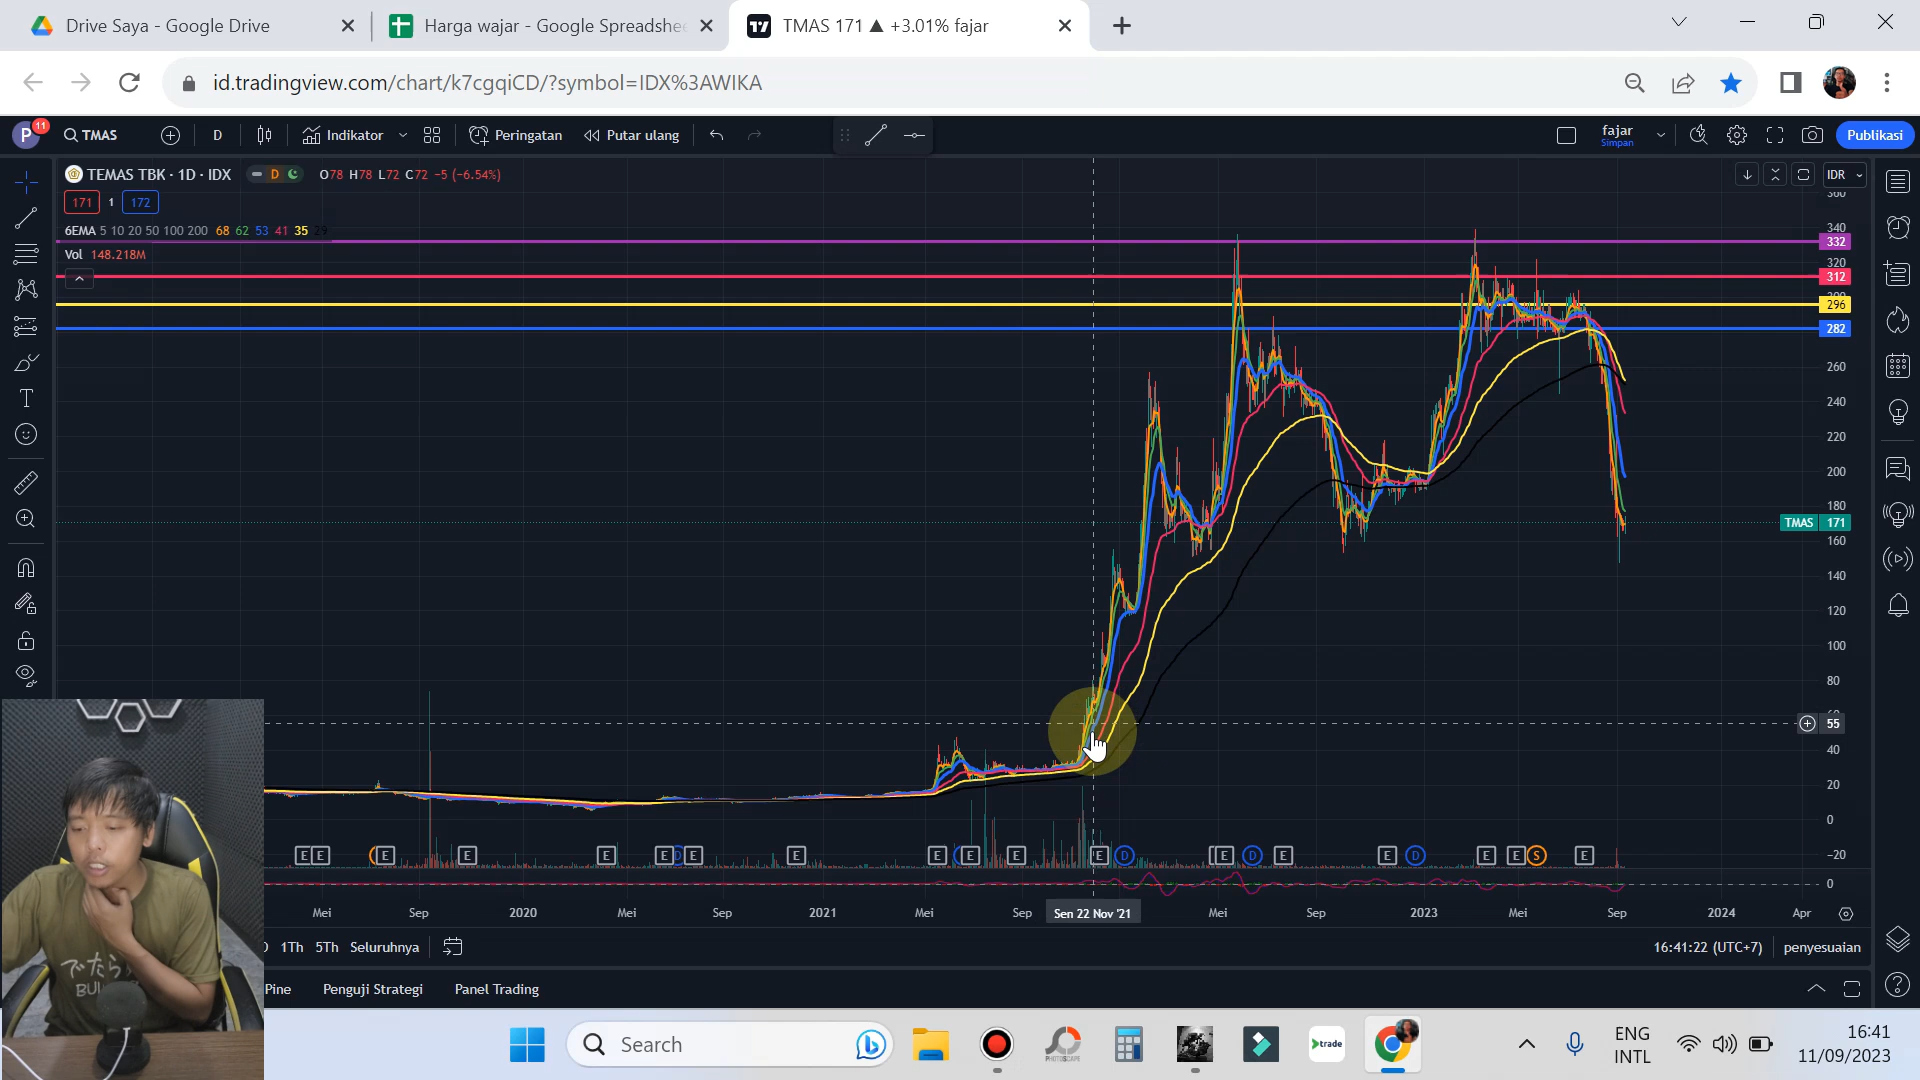 Drive Saya - Google Drive
Harga wajar - Google Spreadshe
TMAS 171 ▲ +3.01% fajar
id.tradingview.com/chart/k7cgqiCD/?symbol=IDX%3AWIKA
P
11
TMAS
D
Indikator
Peringatan
Putar ulang
fajar
Simpan
Publikasi
TEMAS TBK · 1D · IDX
D
O78 H78 L72 C72 -5 (-6.54%)
IDR
171
1
172
6EMA 5 10 20 50 100 200 68 62 53 41 35 29
Vol 148.218M
360
340
332
320
312
296
282
260
240
220
200
180
TMAS 171
160
140
120
100
80
55
40
20
0
-20
0
E E E E E E D E E E E E E D E D E E D E E S E
Mei
Sep
2020
Mei
Sep
2021
Mei
Sep
Sen 22 Nov '21
Mei
Sep
2023
Mei
Sep
2024
Apr
1Th
5Th
Seluruhnya
16:41:22 (UTC+7)
penyesuaian
Pine
Penguji Strategi
Panel Trading
Search
PHOTOSCAPE
trade
ENG
INTL
16:41
11/09/2023